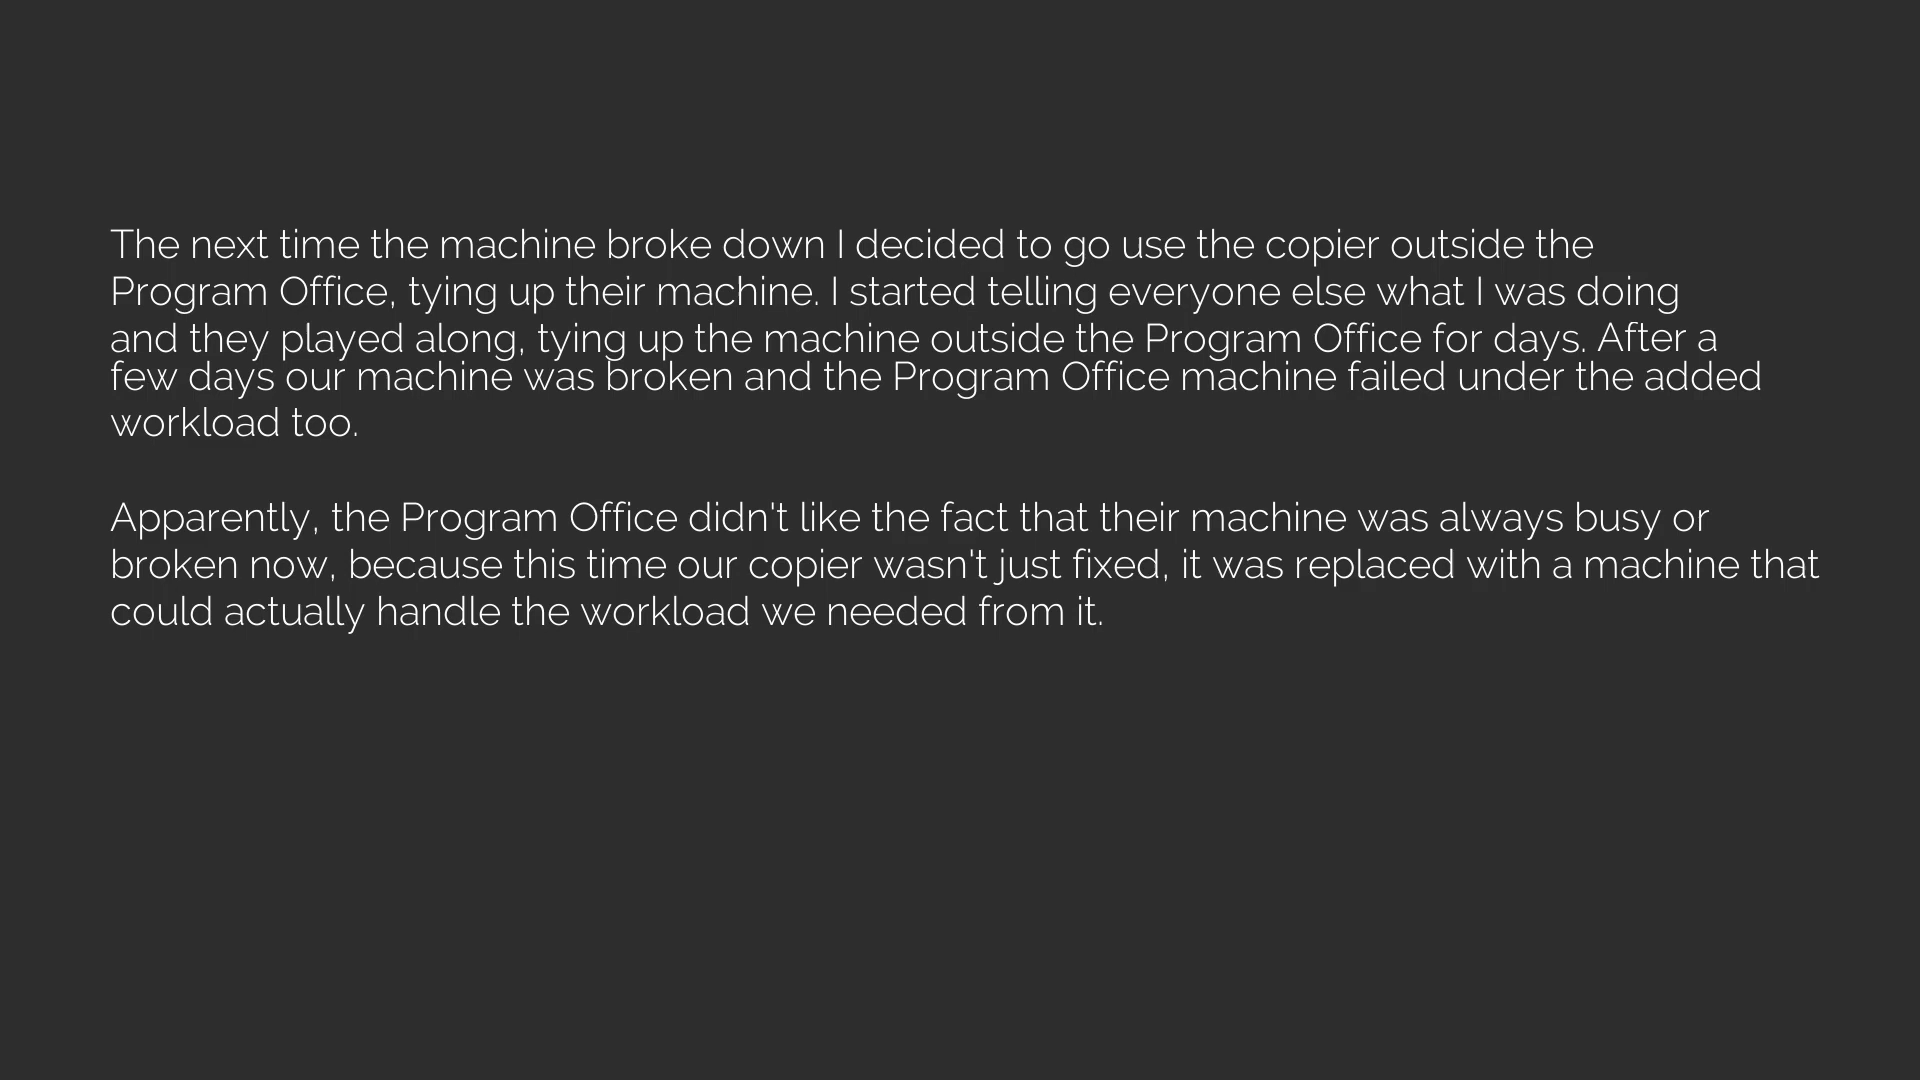 The next time the machine broke down I decided to go use the copier outside the
Program Office, tying up their machine. I started telling everyone else what I was doing
and they played along, tying up the machine outside the Program Office for days. After a
few days our machine was broken and the Program Office machine failed under the added
workload too.
Apparently, the Program Office didn't like the fact that their machine was always busy or
broken now, because this time our copier wasn't just fixed, it was replaced with a machine that
could actually handle the workload we needed from it.